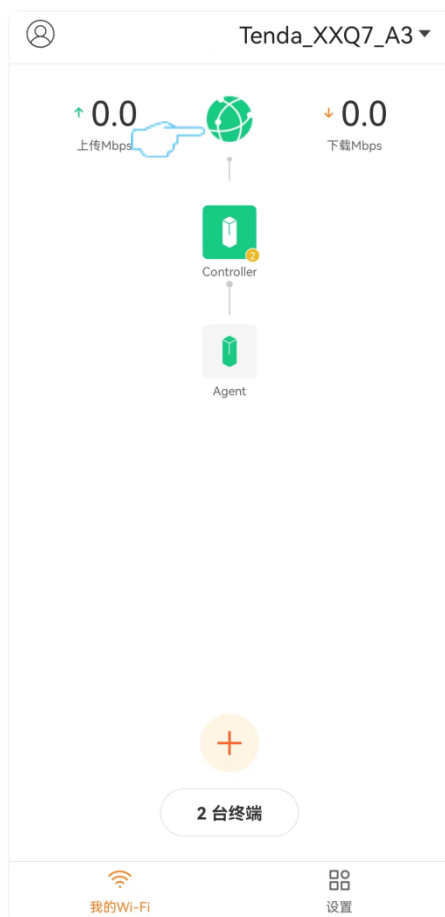 Tenda_XXQ7_A3
0.0
上传Mbps
0.0
下载Mbps
2
Controller
Agent
2 台终端
我的Wi-Fi
设置